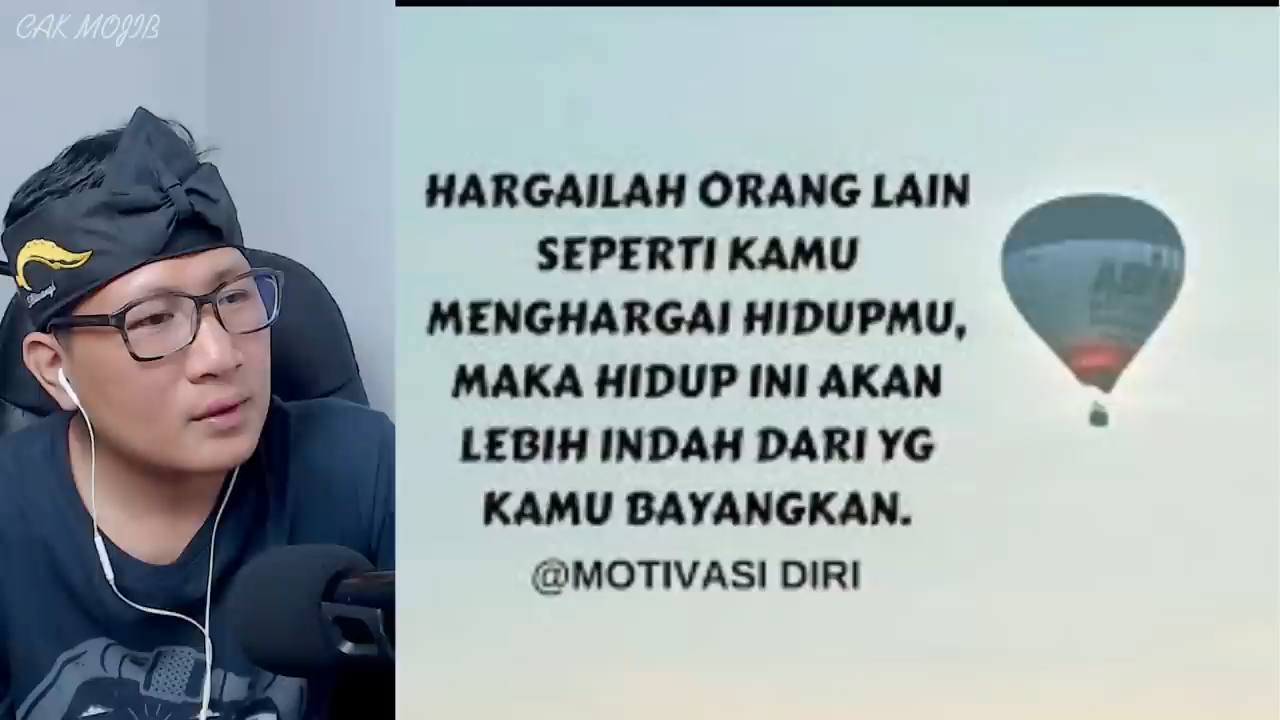 CAK MOJIB
HARGAILAH ORANG LAIN
SEPERTI KAMU
MENGHARGAI HIDUPMU,
MAKA HIDUP INI AKAN
LEBIH INDAH DARI YG
KAMU BAYANGKAN.
@MOTIVASI DIRI